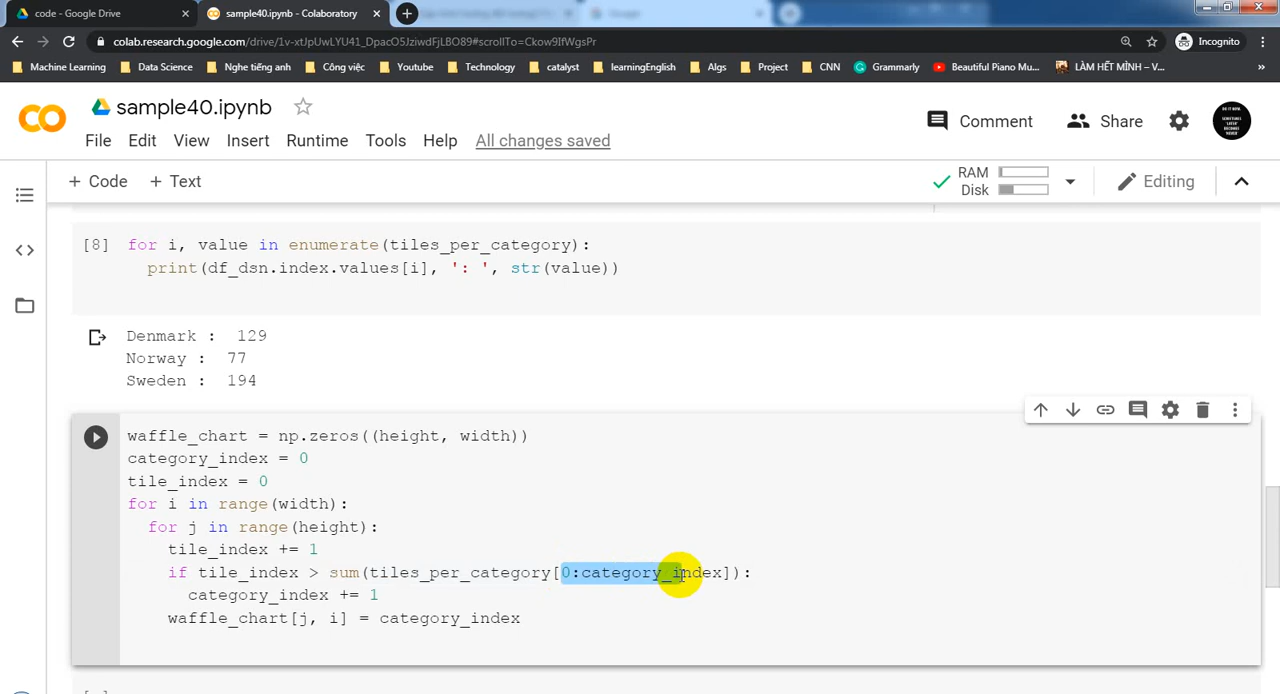 code - Google Drive
sample40.ipynb - Colaboratory
colab.research.google.com/drive/1v-xtJpUwLYU41_DpacO5JziwdFjLBO89#scrollTo=Ckow9IfWgsPr
Incognito
Machine Learning
Data Science
Nghe tiếng anh
Công việc
Youtube
Technology
catalyst
learningEnglish
Algs
Project
CNN
Grammarly
Beautiful Piano Mu...
LÀM HẾT MÌNH – V...
»
CO
sample40.ipynb
Comment
Share
File Edit View Insert Runtime Tools Help All changes saved
+ Code + Text
RAM
Disk
Editing
[8] for i, value in enumerate(tiles_per_category):
print(df_dsn.index.values[i], ': ', str(value))
Denmark :  129
Norway :  77
Sweden :  194
waffle_chart = np.zeros((height, width))
category_index = 0
tile_index = 0
for i in range(width):
for j in range(height):
tile_index += 1
if tile_index > sum(tiles_per_category[0:category_index]):
category_index += 1
waffle_chart[j, i] = category_index